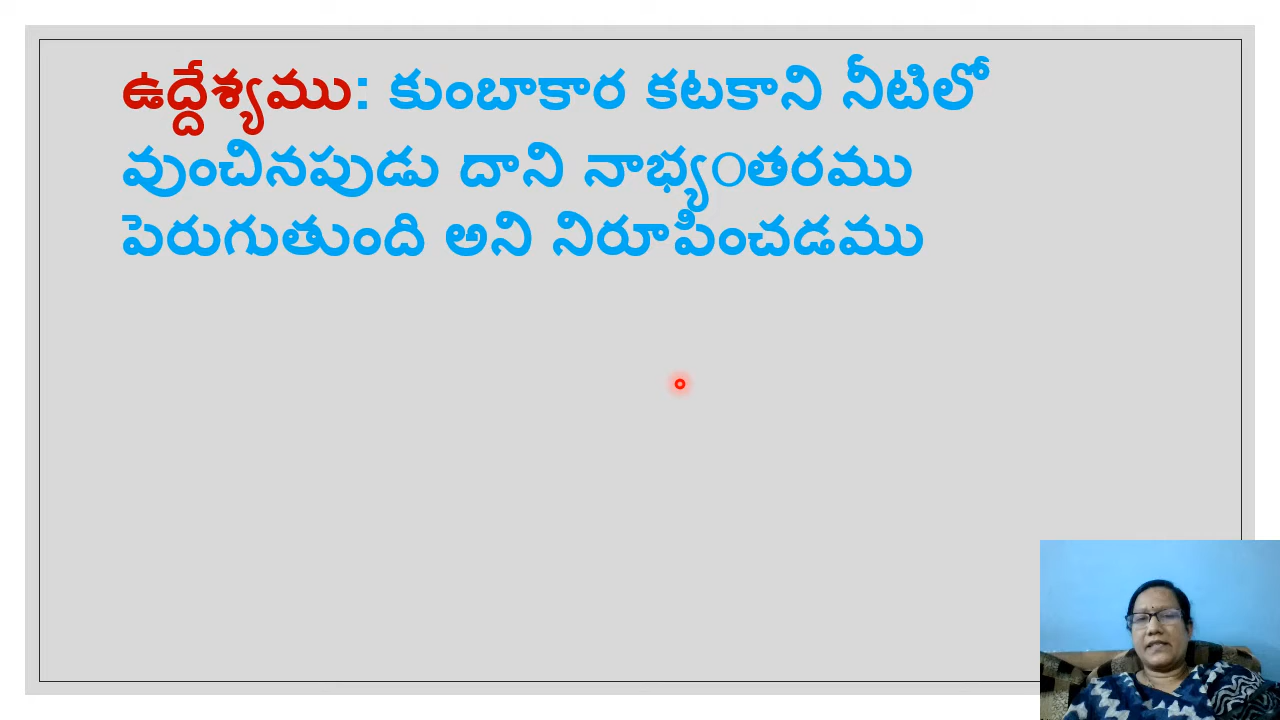 ఉద్దేశ్యము: కుంబాకార కటకాని నీటిలో
వుంచినపుడు దాని నాభ్యంతరము
పెరుగుతుంది అని నిరూపించడము